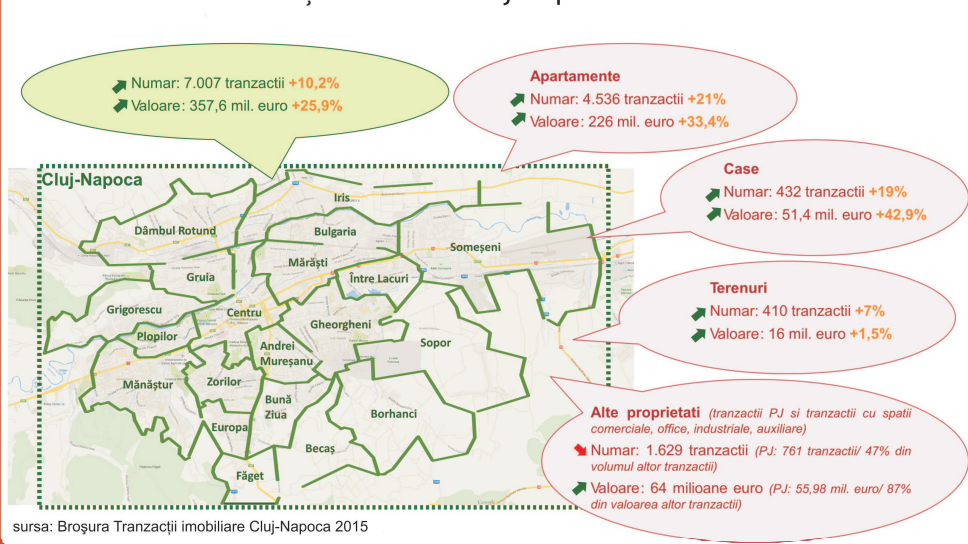 Numar: 7.007 tranzactii +10,2%
Valoare: 357,6 mil. euro +25,9%
Apartamente
Numar: 4.536 tranzactii +21%
Valoare: 226 mil. euro +33,4%
Case
Numar: 432 tranzactii +19%
Valoare: 51,4 mil. euro +42,9%
Terenuri
Numar: 410 tranzactii +7%
Valoare: 16 mil. euro +1,5%
Alte proprietati (tranzactii PJ si tranzactii cu spatii
comerciale, office, industriale, auxiliare)
Numar: 1.629 tranzactii (PJ: 761 tranzactii/ 47% din
volumul altor tranzactii)
Valoare: 64 milioane euro (PJ: 55,98 mil. euro/ 87%
din valoarea altor tranzactii)
Cluj-Napoca
Iris
Dâmbul Rotund
Bulgaria
Someșeni
Mărăști
Gruia
Între Lacuri
Grigorescu
Centru
Gheorgheni
Plopilor
Sopor
Andrei
Mureșanu
Mănăștur
Zorilor
Bună
Ziua
Borhanci
Europa
Becaș
Făget
Google
sursa: Broșura Tranzacții imobiliare Cluj-Napoca 2015